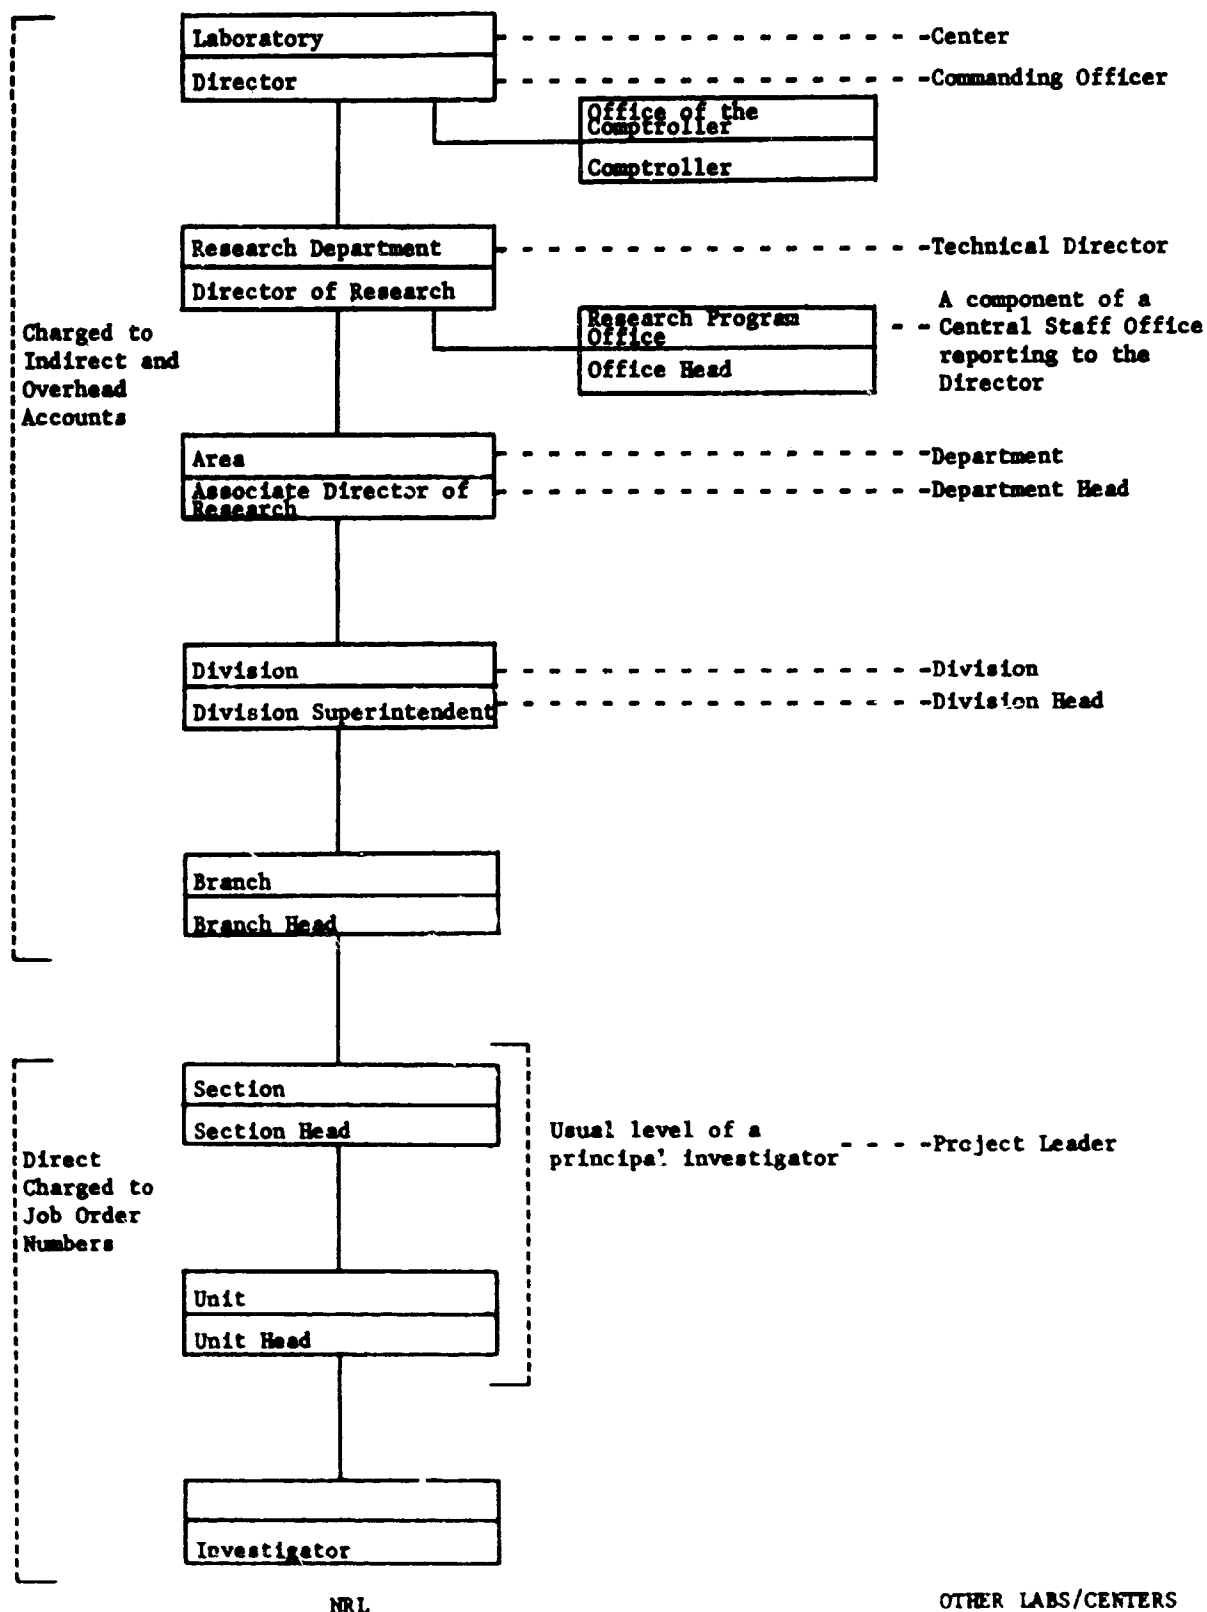 Laboratory
Center
Director
Commanding Officer
Office of the
Comptroller
Comptroller
Research Department
Technical Director
Director of Research
A component of a
Central Staff Office
reporting to the
Director
Research Program
Office
Office Head
Charged to
Indirect and
Overhead
Accounts
Area
Department
Associate Director of
Research
Department Head
Division
Division
Division Superintendent
Division Head
Branch
Branch Head
Section
Section Head
Usual level of a
principal investigator
Project Leader
Direct
Charged to
Job Order
Numbers
Unit
Unit Head
Investigator
NRL
OTHER LABS/CENTERS